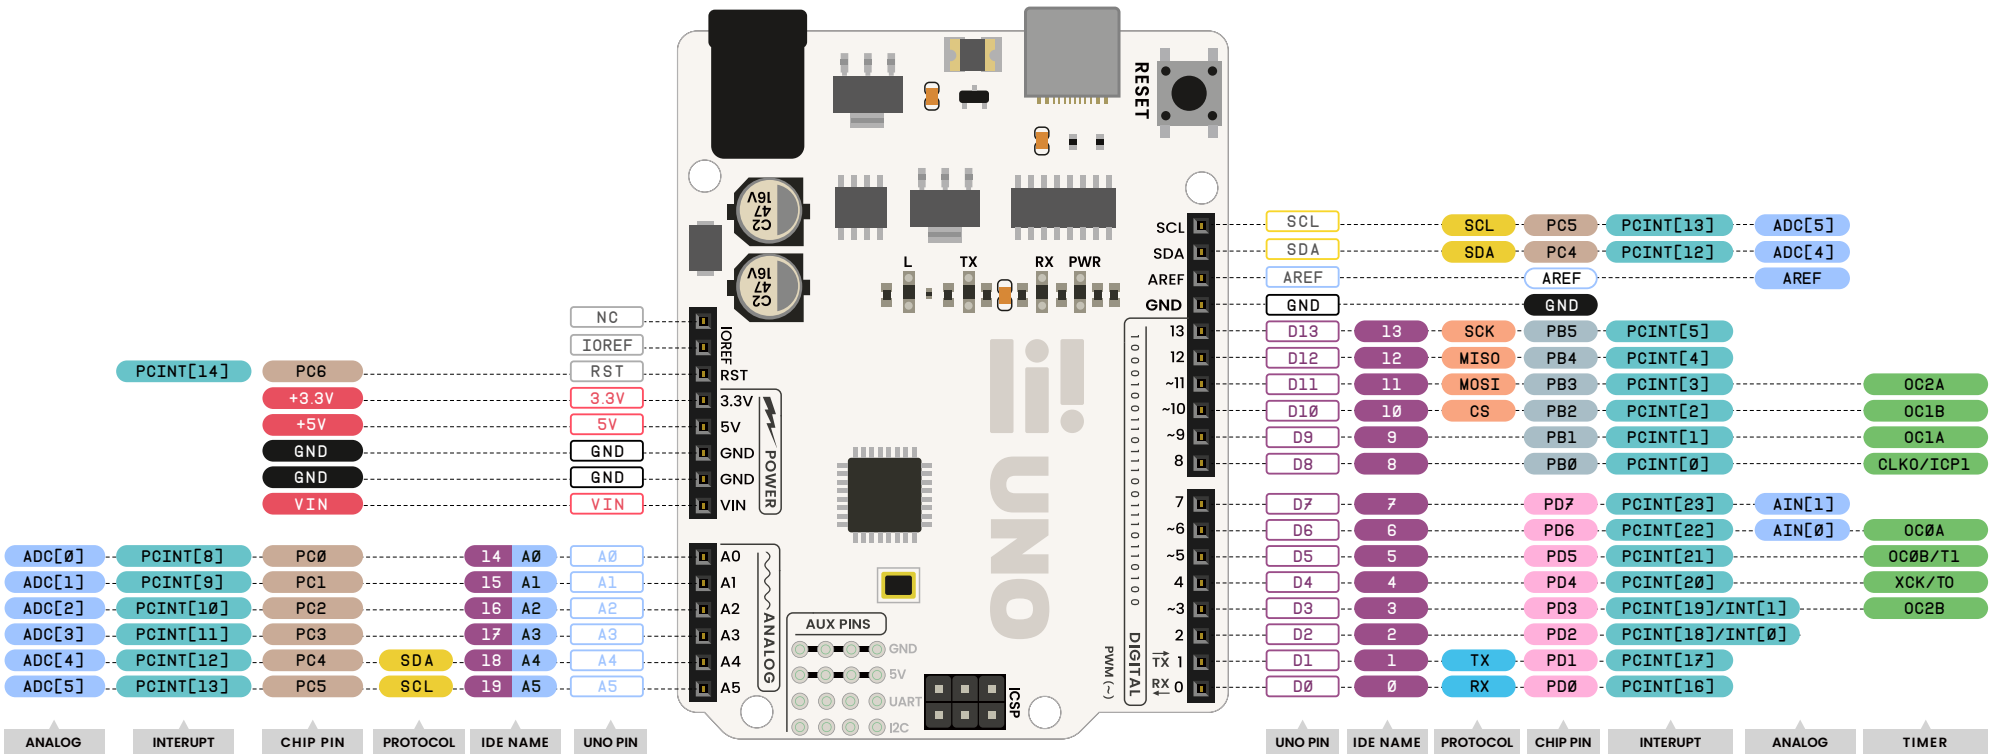 RESET
C2
47
16V
C2
47
16V
L TX RX PWR
SCL SCL SCL PC5 PCINT[13] ADC[5]
SDA SDA SDA PC4 PCINT[12] ADC[4]
AREF AREF AREF AREF
GND GND GND
13 D13 13 SCK PB5 PCINT[5]
12 D12 12 MISO PB4 PCINT[4]
~11 D11 11 MOSI PB3 PCINT[3] OC2A
~10 D10 10 CS PB2 PCINT[2] OC1B
~9 D9 9 PB1 PCINT[1] OC1A
8 D8 8 PB0 PCINT[0] CLKO/ICP1
7 D7 7 PD7 PCINT[23] AIN[1]
~6 D6 6 PD6 PCINT[22] AIN[0] OC0A
~5 D5 5 PD5 PCINT[21] OC0B/T1
4 D4 4 PD4 PCINT[20] XCK/TO
~3 D3 3 PD3 PCINT[19]/INT[1] OC2B
2 D2 2 PD2 PCINT[18]/INT[0]
TX 1 D1 1 TX PD1 PCINT[17]
RX 0 D0 0 RX PD0 PCINT[16]
NC
IOREF IOREF
PCINT[14] PC6 RST RST
+3.3V 3.3V 3.3V
+5V 5V 5V
GND GND GND
GND GND GND
VIN VIN VIN
POWER
ADC[0] PCINT[8] PC0 14 A0 A0 A0
ADC[1] PCINT[9] PC1 15 A1 A1 A1
ADC[2] PCINT[10] PC2 16 A2 A2 A2
ADC[3] PCINT[11] PC3 17 A3 A3 A3
ADC[4] PCINT[12] PC4 SDA 18 A4 A4 A4
ADC[5] PCINT[13] PC5 SCL 19 A5 A5 A5
ANALOG
UNO
AUX PINS
GND
5V
UART
I2C
ICSP
DIGITAL
PWM (~)
ANALOG INTERUPT CHIP PIN PROTOCOL IDE NAME UNO PIN
UNO PIN IDE NAME PROTOCOL CHIP PIN INTERUPT ANALOG TIMER